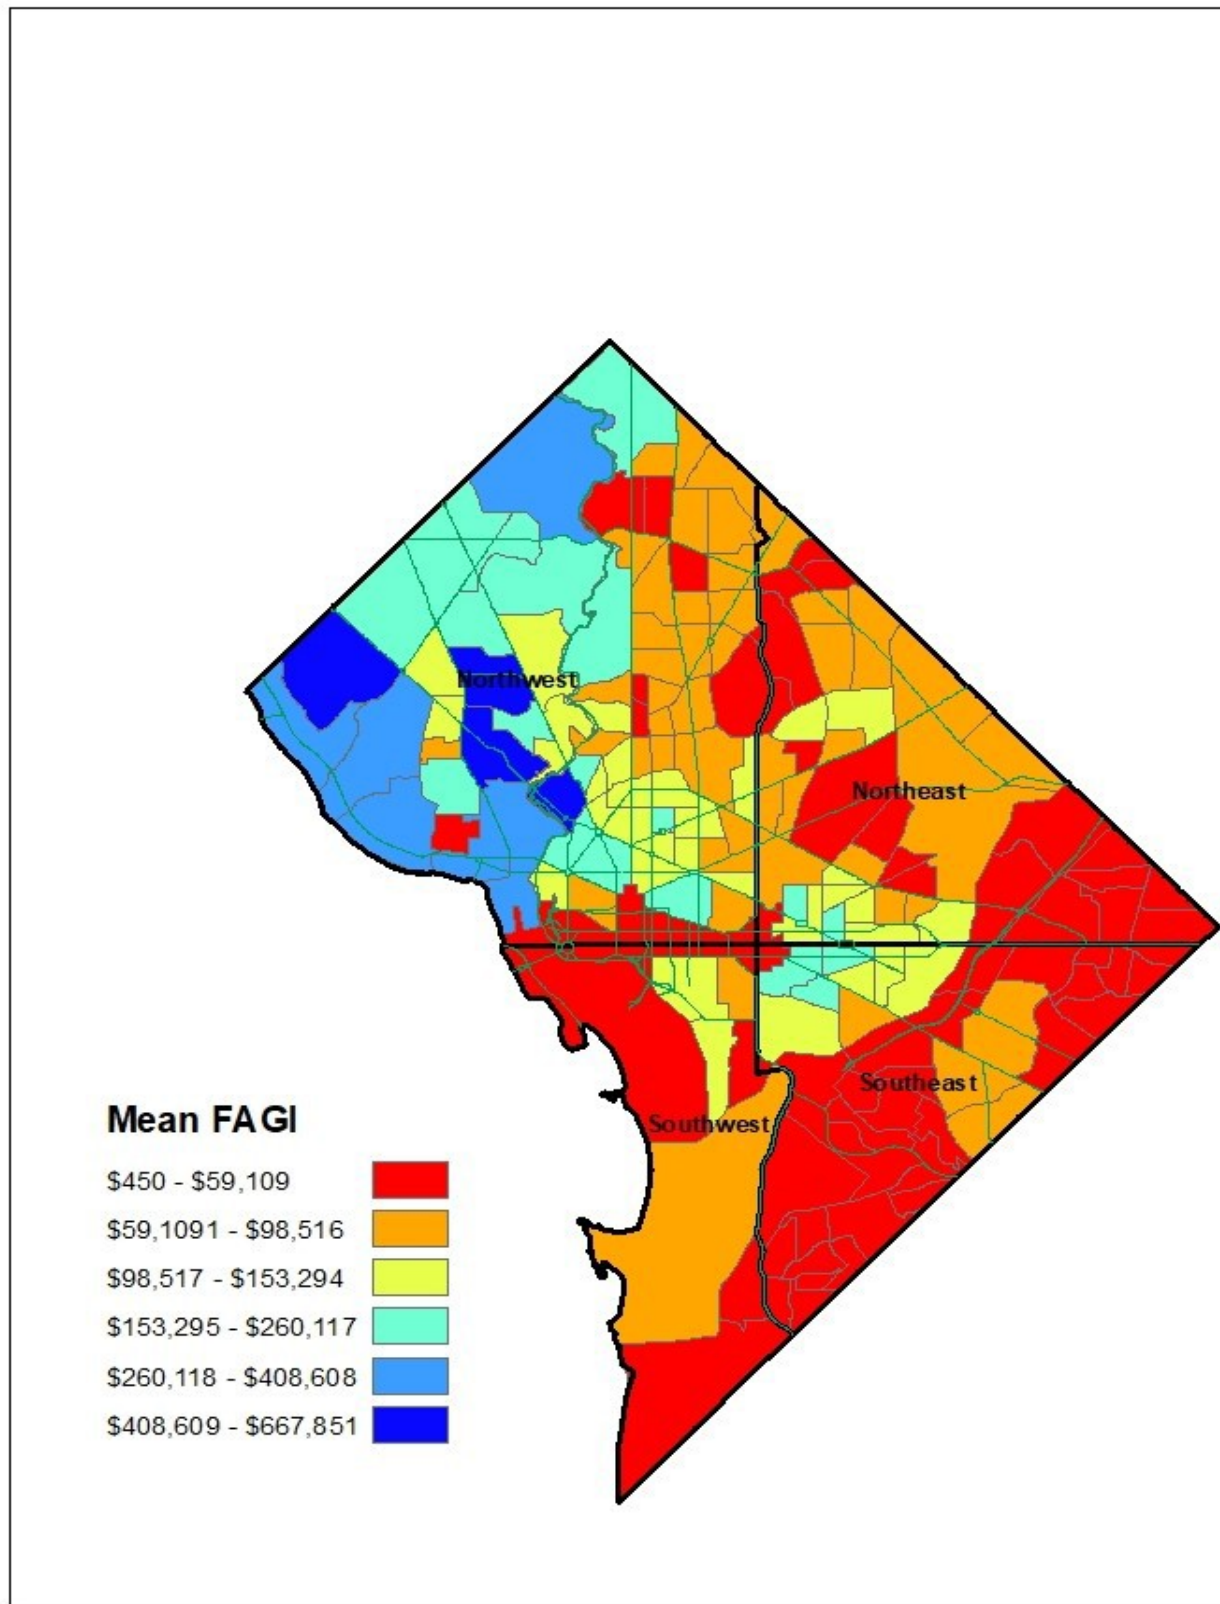 Northwest
Northeast
Southeast
Southwest
Mean FAGI
$450 - $59,109
$59,1091 - $98,516
$98,517 - $153,294
$153,295 - $260,117
$260,118 - $408,608
$408,609 - $667,851